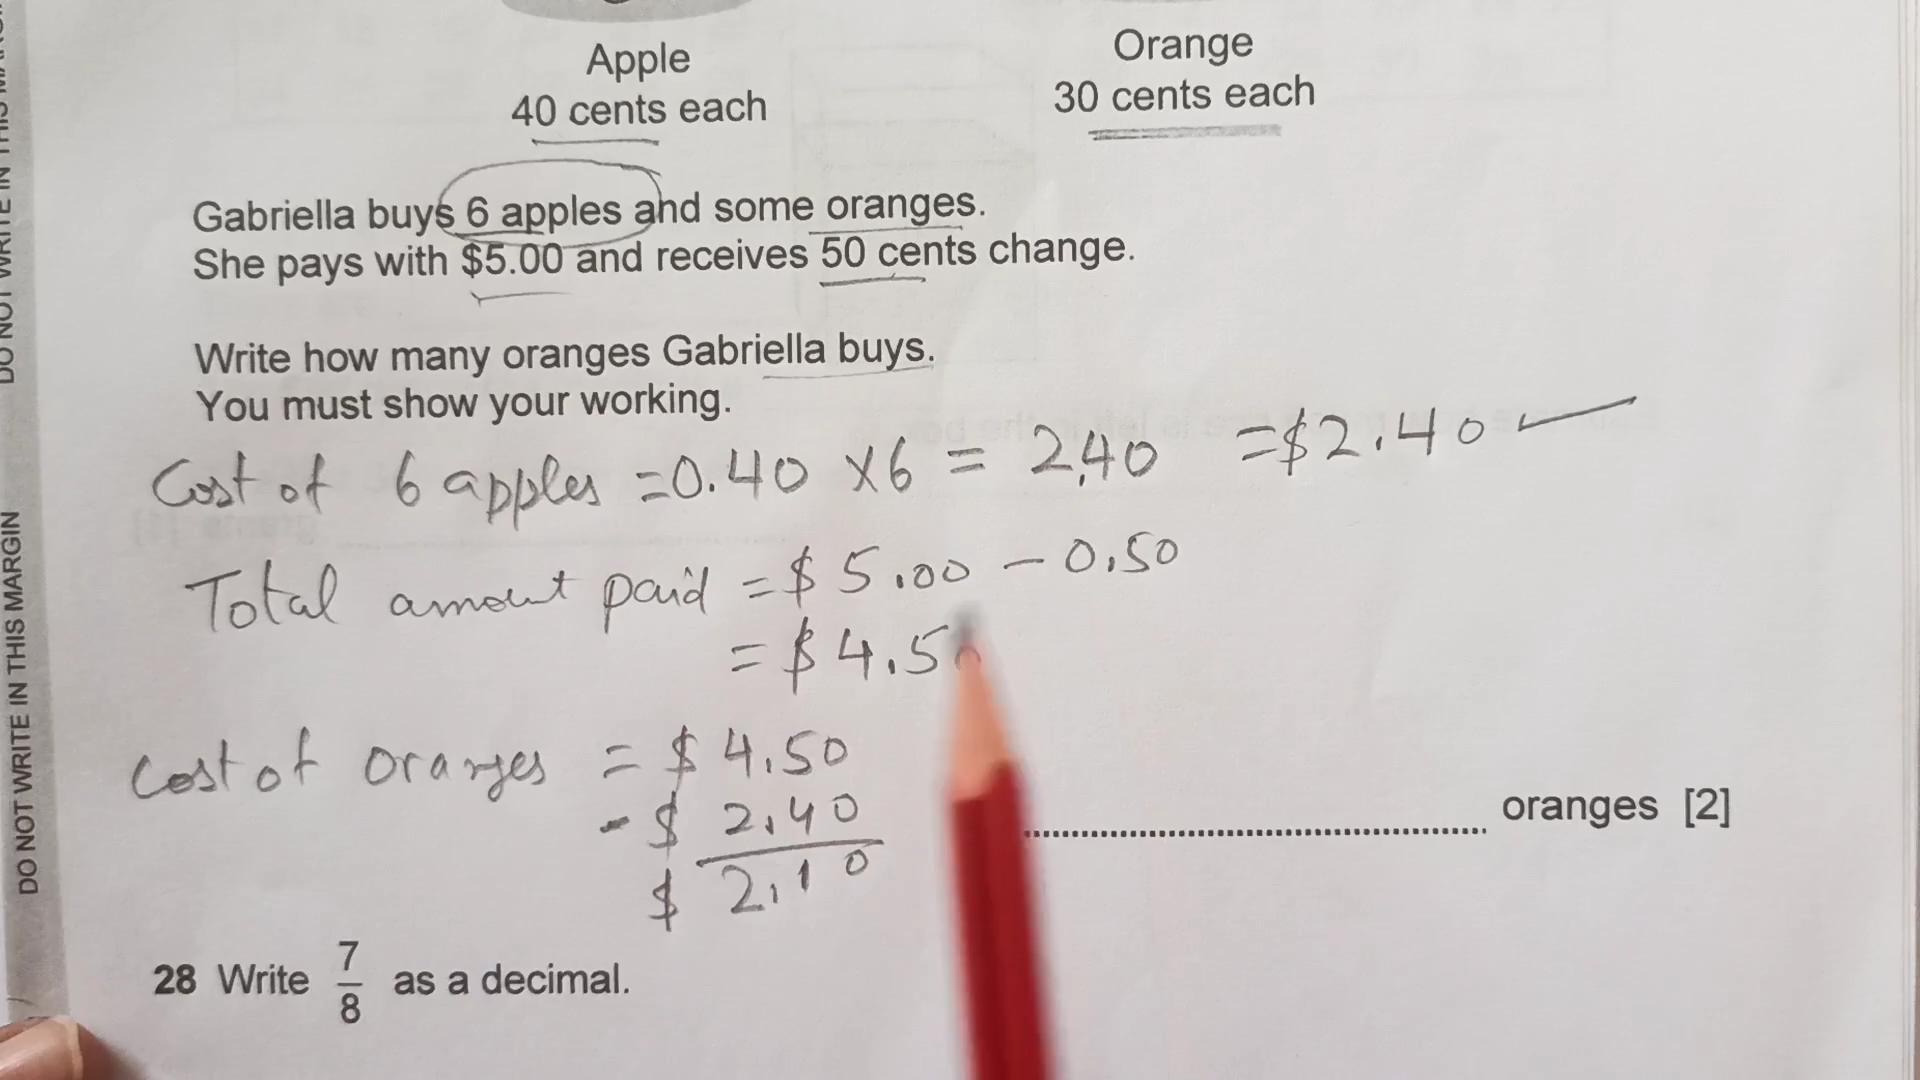 Apple
40 cents each
Orange
30 cents each
Gabriella buys 6 apples and some oranges.
She pays with $5.00 and receives 50 cents change.
Write how many oranges Gabriella buys.
You must show your working.
Cost of 6 apples = 0.40 × 6 = 2.40 = $2.40
Total amount paid = $5.00 - 0.50
= $4.50
Cost of oranges = $4.50
- $2.40
$2.10
oranges [2]
28 Write 7/8 as a decimal.
DO NOT WRITE IN THIS MARGIN